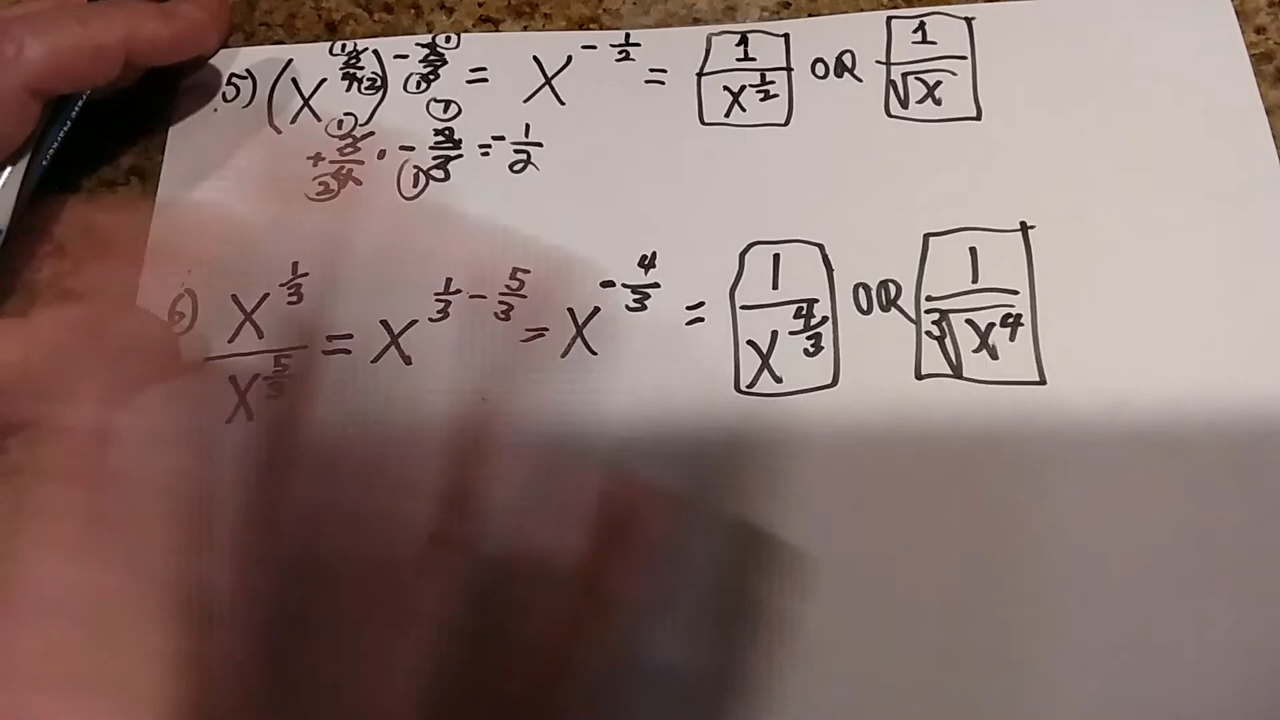 5) (x^{3/4})^{-2/3} = x^{-1/2} = 1/x^{1/2} OR 1/√x
+3/4 · -2/3 = -1/2
6) x^{1/3}/x^{5/3} = x^{1/3 - 5/3} = x^{-4/3} = 1/x^{4/3} OR 1/∛x⁴